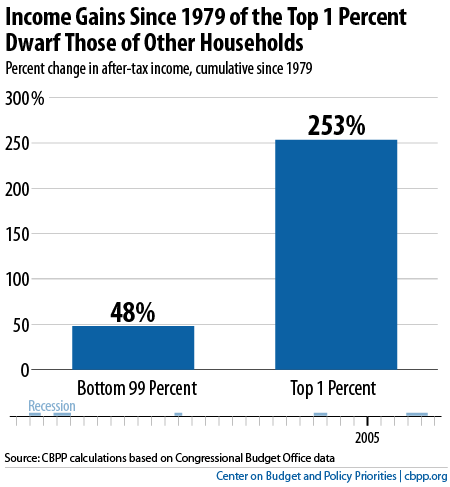 Income Gains Since 1979 of the Top 1 Percent
Dwarf Those of Other Households
Percent change in after-tax income, cumulative since 1979
300%
250
200
150
100
50
0
48%
253%
Bottom 99 Percent
Top 1 Percent
Recession
2005
Source: CBPP calculations based on Congressional Budget Office data
Center on Budget and Policy Priorities | cbpp.org